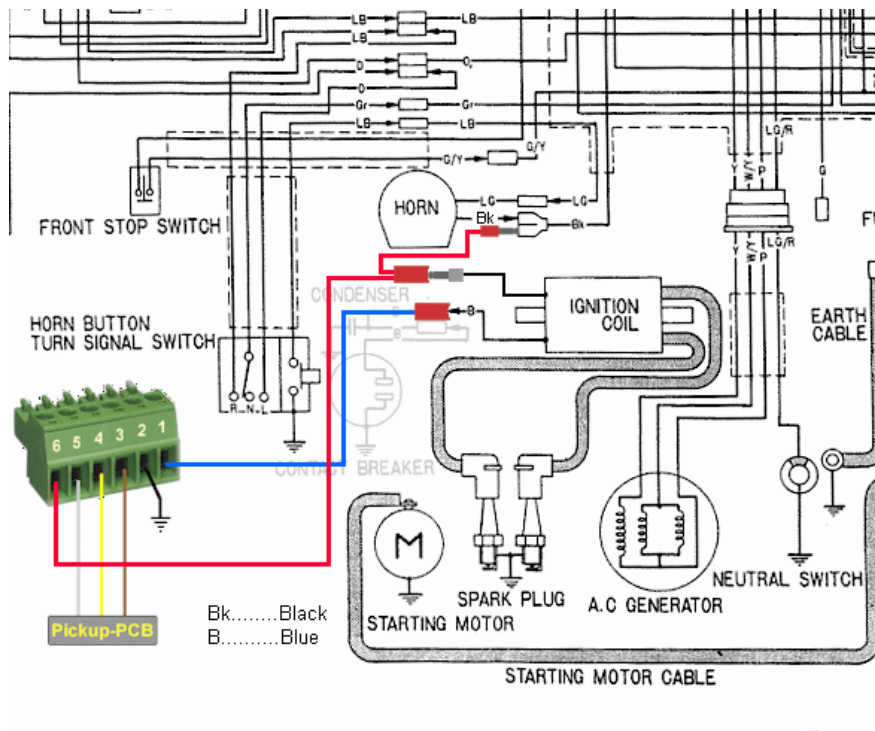 LB
LB
LB
O
O
O
Gr
Gr
LB
LB
G/Y
G/Y
LG/R
Y
W/Y
P
G
HORN
LG
LG
Bk
Bk
FRONT STOP SWITCH
Y
W/Y
P
LG/R
CONDENSER
IGNITION
COIL
EARTH
CABLE
HORN BUTTON
TURN SIGNAL SWITCH
B
B
B
R
N
L
6
5
4
3
2
1
CONTACT BREAKER
M
SPARK PLUG
A.C GENERATOR
NEUTRAL SWITCH
Pickup-PCB
Bk........Black
B..........Blue
STARTING MOTOR
STARTING MOTOR CABLE